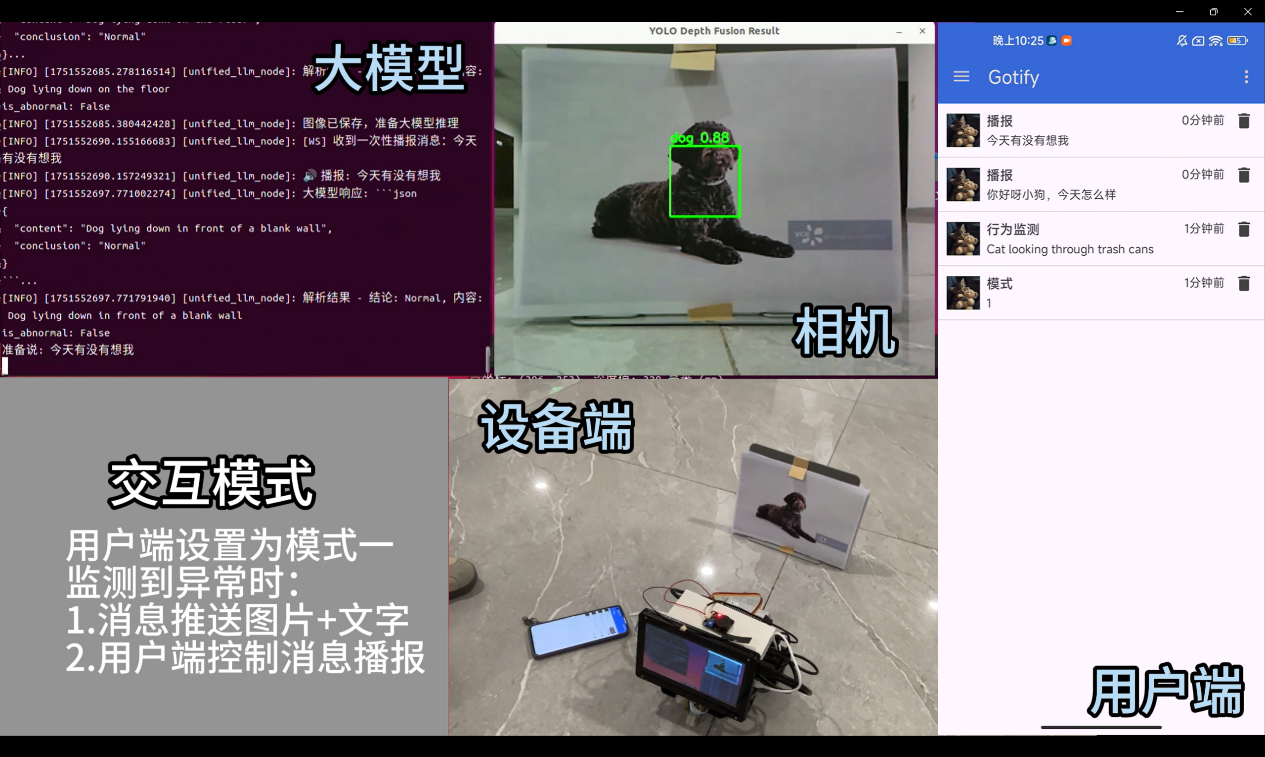 "conclusion": "Normal"
}...
[INFO] [1751552685.278116514] [unified_llm_node]: 解析
容:
Dog lying down on the floor
is_abnormal: False
[INFO] [1751552685.380442428] [unified_llm_node]: 图像已保存，准备大模型推理
[INFO] [1751552690.155166683] [unified_llm_node]: [WS] 收到一次性播报消息: 今天
有没有想我
[INFO] [1751552690.157249321] [unified_llm_node]: 🔊 播报: 今天有没有想我
[INFO] [1751552697.771002274] [unified_llm_node]: 大模型响应: ```json
{
"content": "Dog lying down in front of a blank wall",
"conclusion": "Normal"
}
```...
[INFO] [1751552697.771791940] [unified_llm_node]: 解析结果 - 结论: Normal, 内容:
Dog lying down in front of a blank wall
is_abnormal: False
准备说: 今天有没有想我
大模型
YOLO Depth Fusion Result
dog 0.88
vca
相机
交互模式
用户端设置为模式一
监测到异常时：
1.消息推送图片+文字
2.用户端控制消息播报
设备端
晚上10:25
45
Gotify
播报
0分钟前
今天有没有想我
播报
0分钟前
你好呀小狗，今天怎么样
行为监测
1分钟前
Cat looking through trash cans
模式
1分钟前
1
用户端